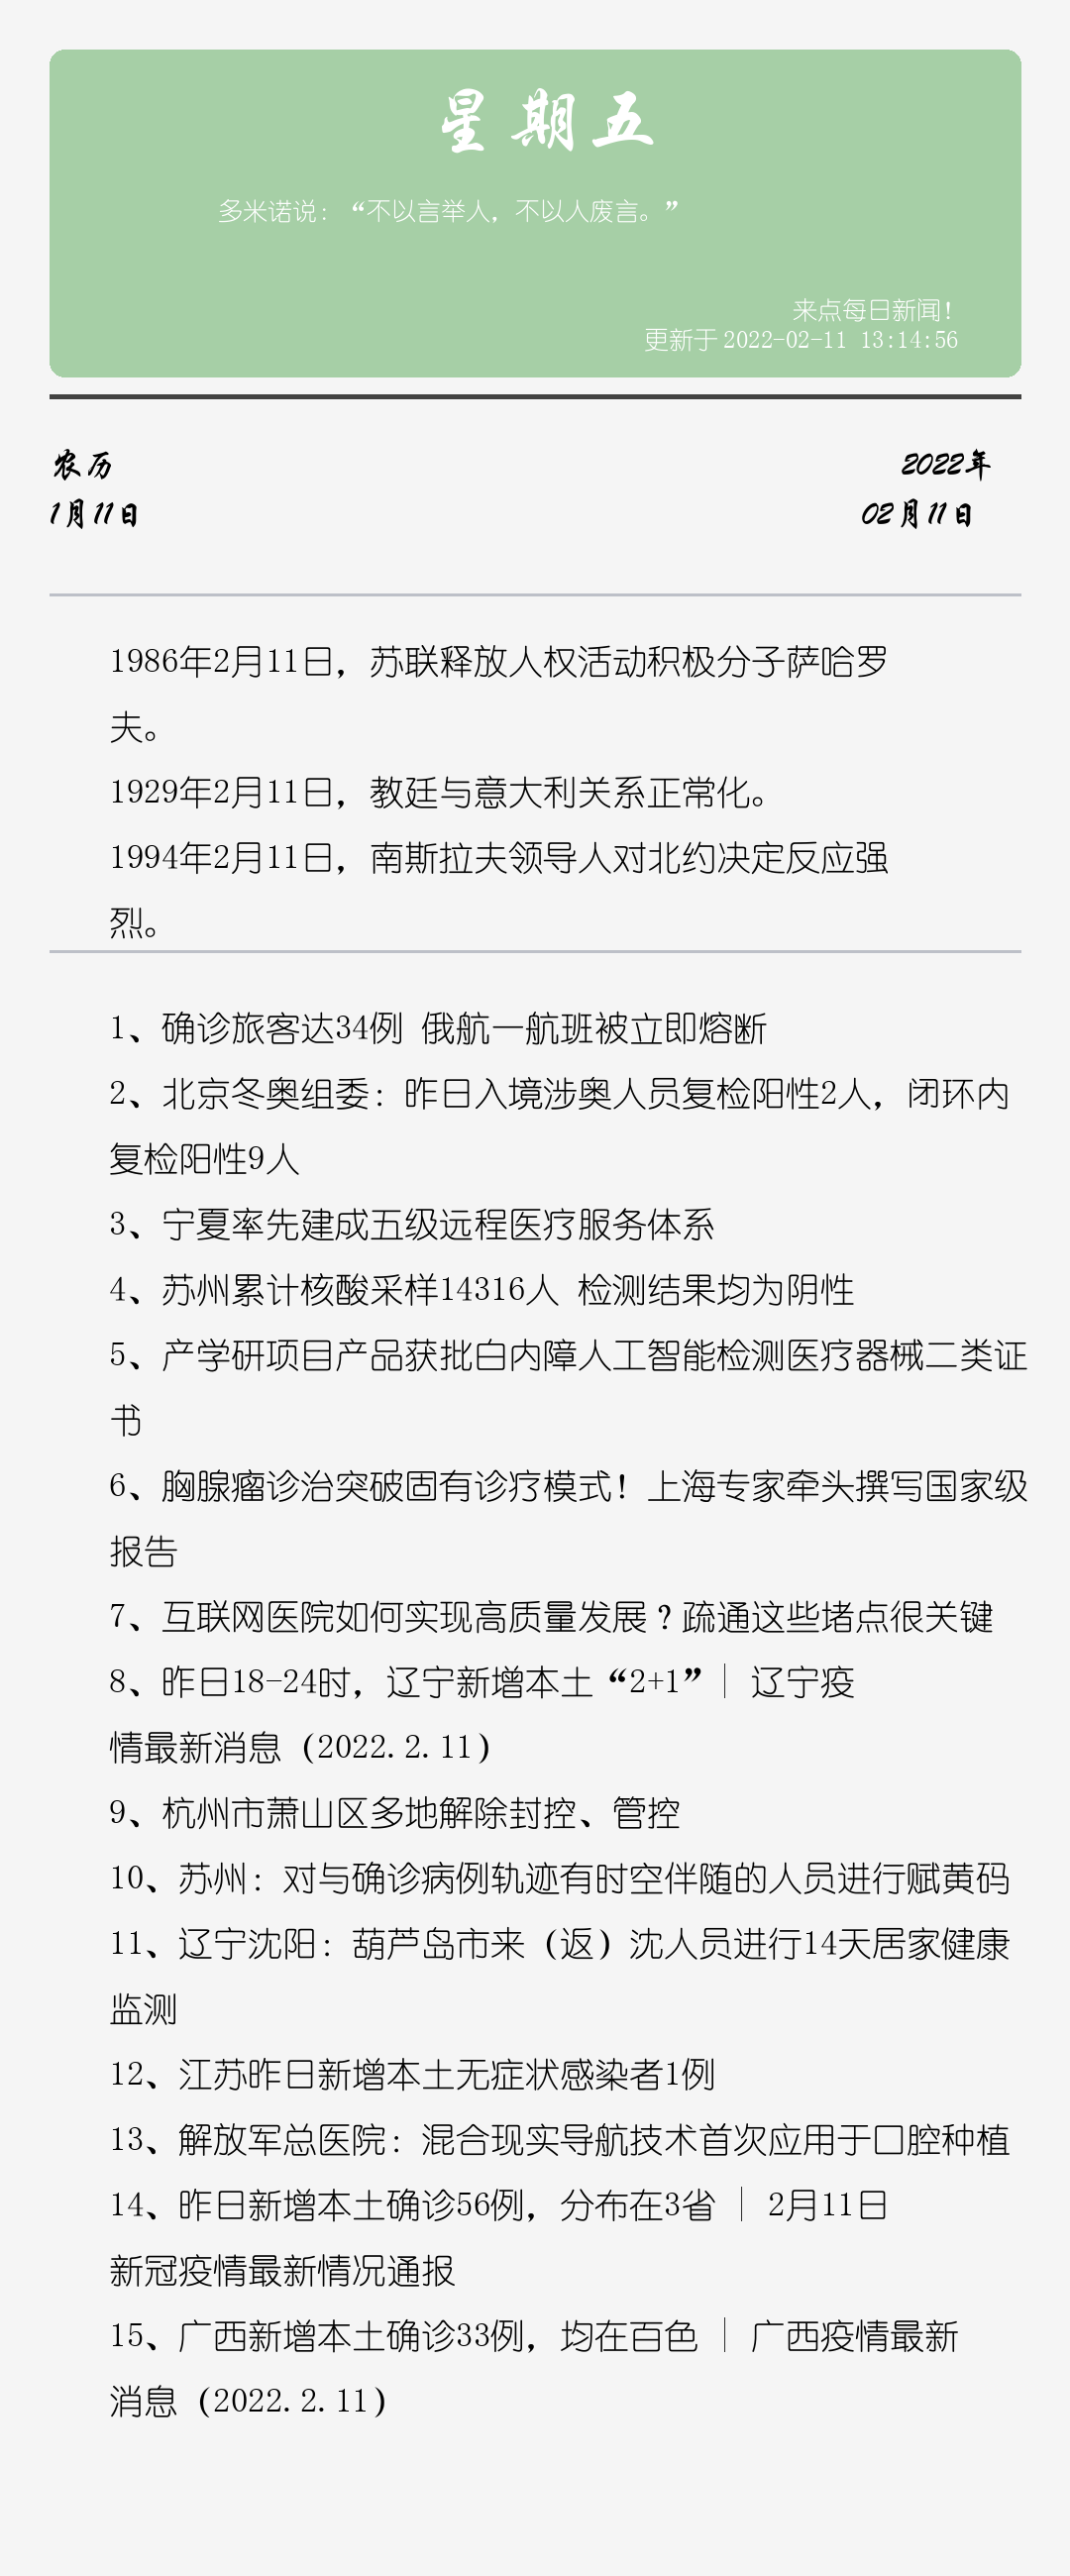 星期五
多米诺说：“不以言举人，不以人废言。”
来点每日新闻！
更新于 2022-02-11 13:14:56
农历
2022年
1月11日
02月11日
1986年2月11日，苏联释放人权活动积极分子萨哈罗
夫。
1929年2月11日，教廷与意大利关系正常化。
1994年2月11日，南斯拉夫领导人对北约决定反应强
烈。
1、确诊旅客达34例 俄航一航班被立即熔断
2、北京冬奥组委：昨日入境涉奥人员复检阳性2人，闭环内
复检阳性9人
3、宁夏率先建成五级远程医疗服务体系
4、苏州累计核酸采样14316人 检测结果均为阴性
5、产学研项目产品获批白内障人工智能检测医疗器械二类证
书
6、胸腺瘤诊治突破固有诊疗模式！上海专家牵头撰写国家级
报告
7、互联网医院如何实现高质量发展？疏通这些堵点很关键
8、昨日18-24时，辽宁新增本土“2+1”｜ 辽宁疫
情最新消息（2022.2.11）
9、杭州市萧山区多地解除封控、管控
10、苏州：对与确诊病例轨迹有时空伴随的人员进行赋黄码
11、辽宁沈阳：葫芦岛市来（返）沈人员进行14天居家健康
监测
12、江苏昨日新增本土无症状感染者1例
13、解放军总医院：混合现实导航技术首次应用于口腔种植
14、昨日新增本土确诊56例，分布在3省 ｜ 2月11日
新冠疫情最新情况通报
15、广西新增本土确诊33例，均在百色 ｜ 广西疫情最新
消息（2022.2.11）